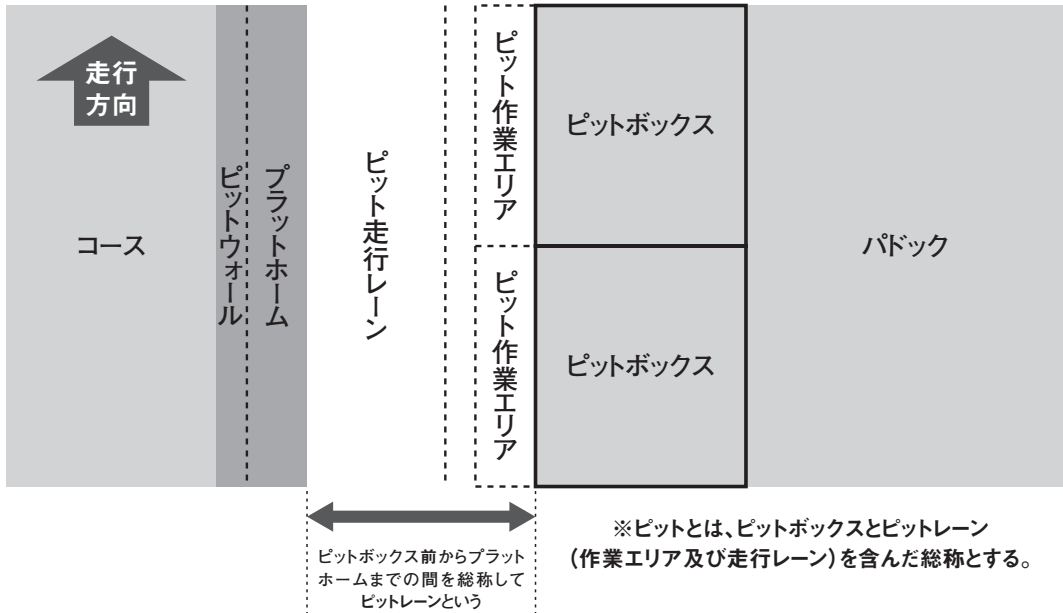 走行
方向
コース
ピットウォール
プラットホーム
ピット走行レーン
ピット作業エリア
ピット作業エリア
ピットボックス
ピットボックス
パドック
ピットボックス前からプラット
ホームまでの間を総称して
ピットレーンという
※ピットとは、ピットボックスとピットレーン
（作業エリア及び走行レーン）を含んだ総称とする。